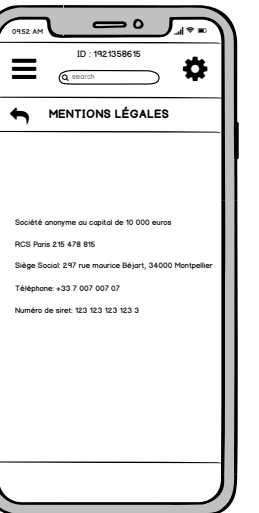 09:52 AM
ID : 1921358615
search
MENTIONS LÉGALES
Société anonyme au capital de 10 000 euros
RCS Paris 215 478 815
Siège Social: 297 rue maurice Béjart, 34000 Montpellier
Téléphone: +33 7 007 007 07
Numéro de siret: 123 123 123 123 3